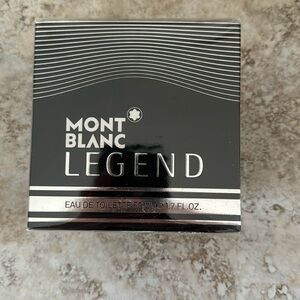 MONT
BLANC
LEGEND
EAU DE TOILETTE 1.7 FL.OZ.